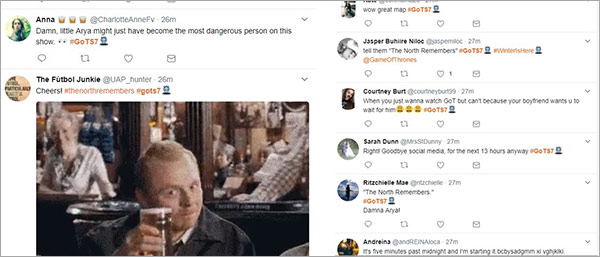 Anna @CharlotteAnneFv · 26m
Damn, little Arya might just have become the most dangerous person on this
show. #GoTS7
The Fútbol Junkie @UAP_hunter · 26m
Cheers! #thenorthremembers #gots7
wow great map #GoTS7
Jasper Buhiire Niloc @jasperniloc · 27m
tell them "The North Remembers" #GoTS7 #WinterIsHere
@GameOfThrones
1
Courtney Burt @courtneyburt99 · 27m
When you just wanna watch GoT but can't because your boyfriend wants u to
wait for him #GoTS7
Sarah Dunn @MrsStDunny · 27m
Right! Goodbye social media, for the next 13 hours anyway #GoTS7
Ritzchielle Mae @ritzchielle · 27m
"The North Remembers."
#GoTS7
Damna Arya!
Andreina @andREINAloca · 27m
It's five minutes past midnight and I'm starting it bcbysadgmm xi vghjklkl.